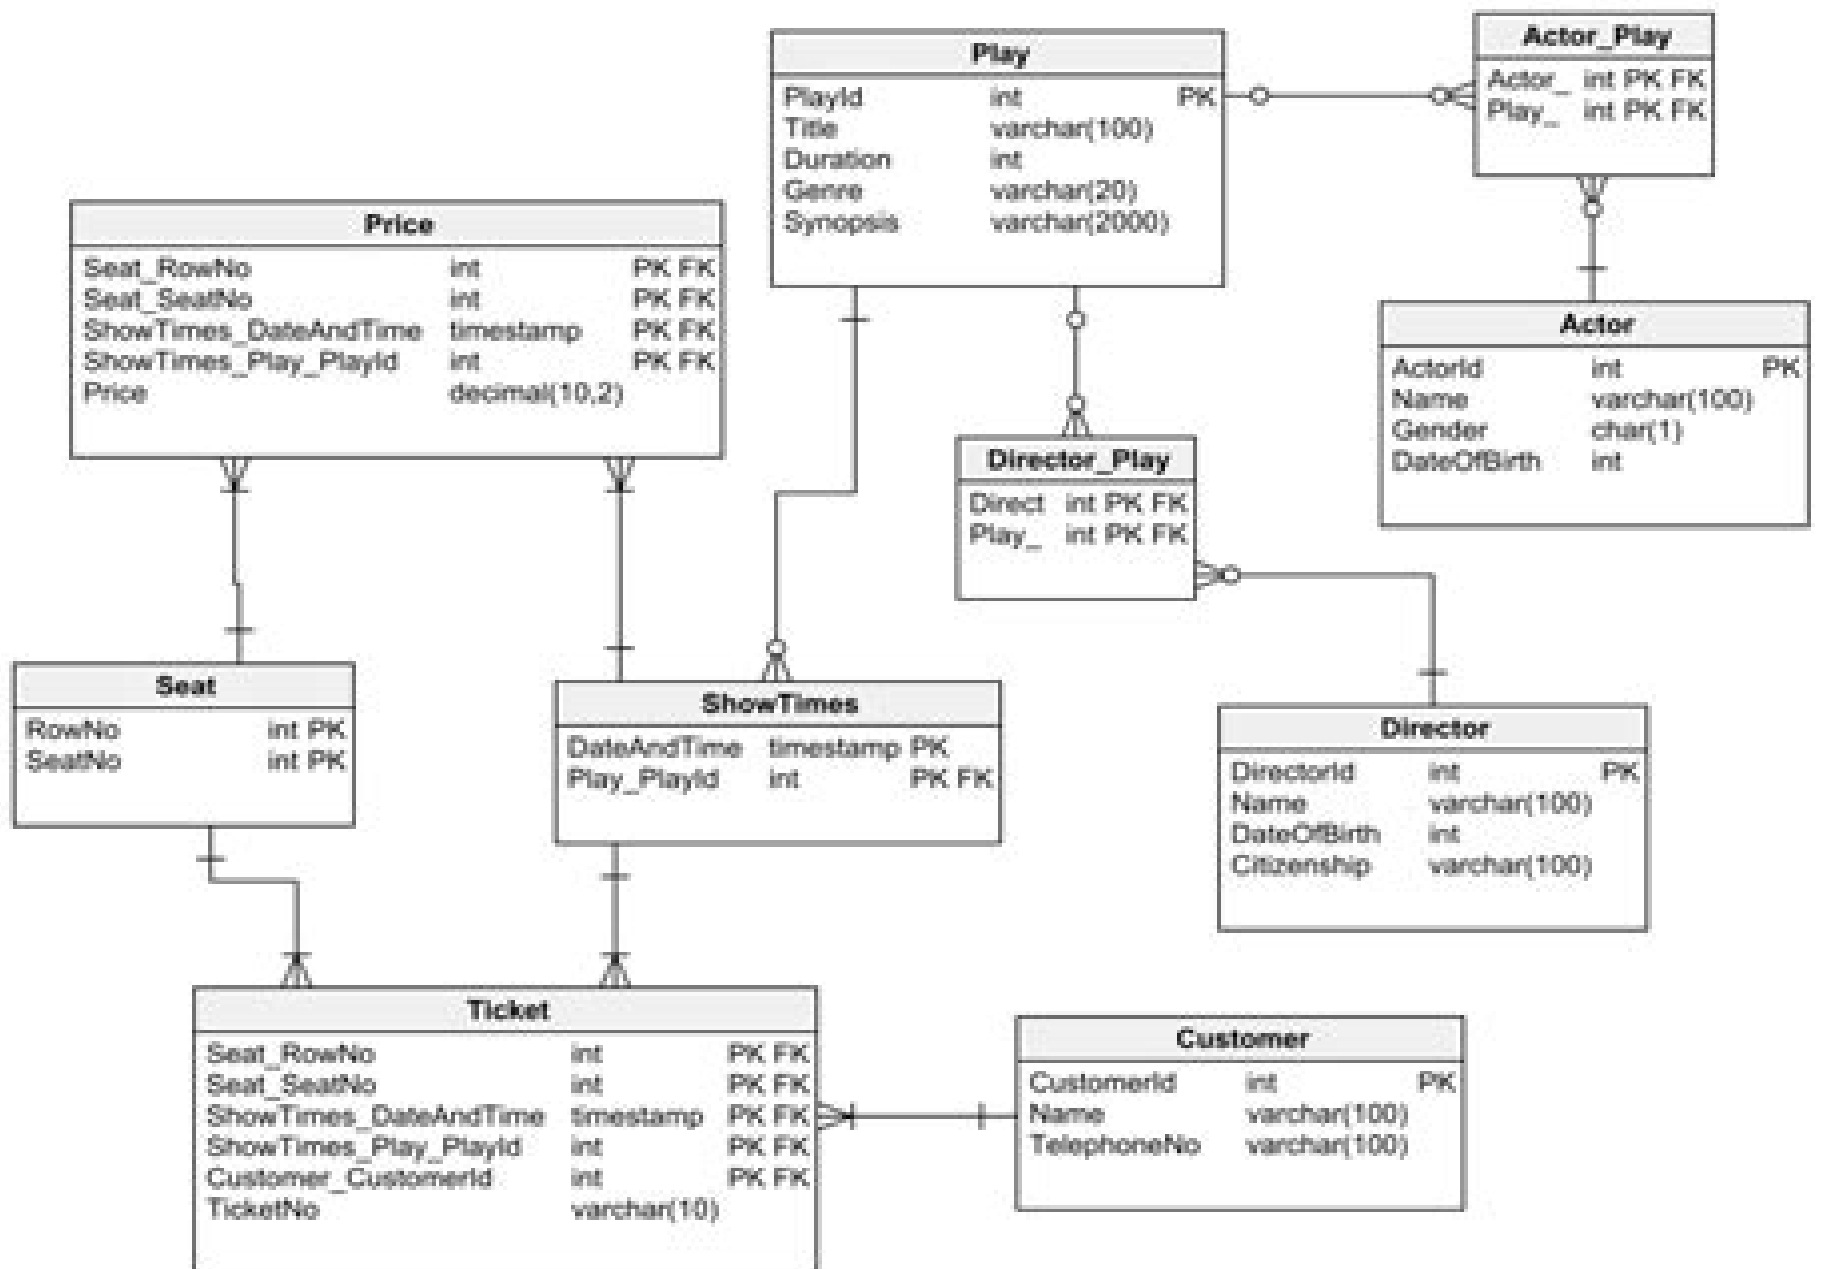 Play
PlayId int PK
Title varchar(100)
Duration int
Genre varchar(20)
Synopsis varchar(2000)
Actor_Play
Actor_ int PK FK
Play_ int PK FK
Price
Seat_RowNo int PK FK
Seat_SeatNo int PK FK
ShowTimes_DateAndTime timestamp PK FK
ShowTimes_Play_PlayId int PK FK
Price decimal(10,2)
Actor
ActorId int PK
Name varchar(100)
Gender char(1)
DateOfBirth int
Director_Play
Direct int PK FK
Play_ int PK FK
Seat
RowNo int PK
SeatNo int PK
ShowTimes
DateAndTime timestamp PK
Play_PlayId int PK FK
Director
DirectorId int PK
Name varchar(100)
DateOfBirth int
Citizenship varchar(100)
Ticket
Seat_RowNo int PK FK
Seat_SeatNo int PK FK
ShowTimes_DateAndTime timestamp PK FK
ShowTimes_Play_PlayId int PK FK
Customer_CustomerId int PK FK
TicketNo varchar(10)
Customer
CustomerId int PK
Name varchar(100)
TelephoneNo varchar(100)